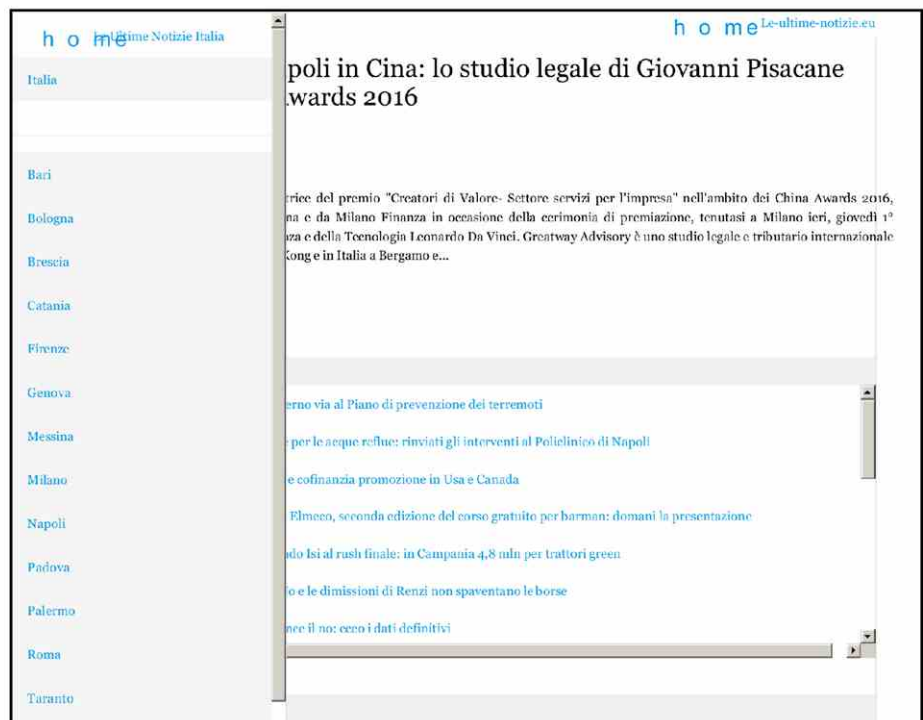 home
Le-Ultime Notizie Italia
Italia
Bari
Bologna
Brescia
Catania
Firenze
Genova
Messina
Milano
Napoli
Padova
Palermo
Roma
Taranto
home
Le-ultime-notizie.eu
poli in Cina: lo studio legale di Giovanni Pisacane
wards 2016
trice del premio "Creatori di Valore- Settore servizi per l'impresa" nell'ambito dei China Awards 2016,
na e da Milano Finanza in occasione della cerimonia di premiazione, tenutasi a Milano ieri, giovedì 1°
nza e della Tecnologia Leonardo Da Vinci. Greatway Advisory è uno studio legale e tributario internazionale
Kong e in Italia a Bergamo e...
erno via al Piano di prevenzione dei terremoti
per le acque reflue: rinviati gli interventi al Policlinico di Napoli
e cofinanzia promozione in Usa e Canada
Elmeco, seconda edizione del corso gratuito per barman: domani la presentazione
ndo Isi al rush finale: in Campania 4,8 mln per trattori green
o e le dimissioni di Renzi non spaventano le borse
nce il no: ecco i dati definitivi